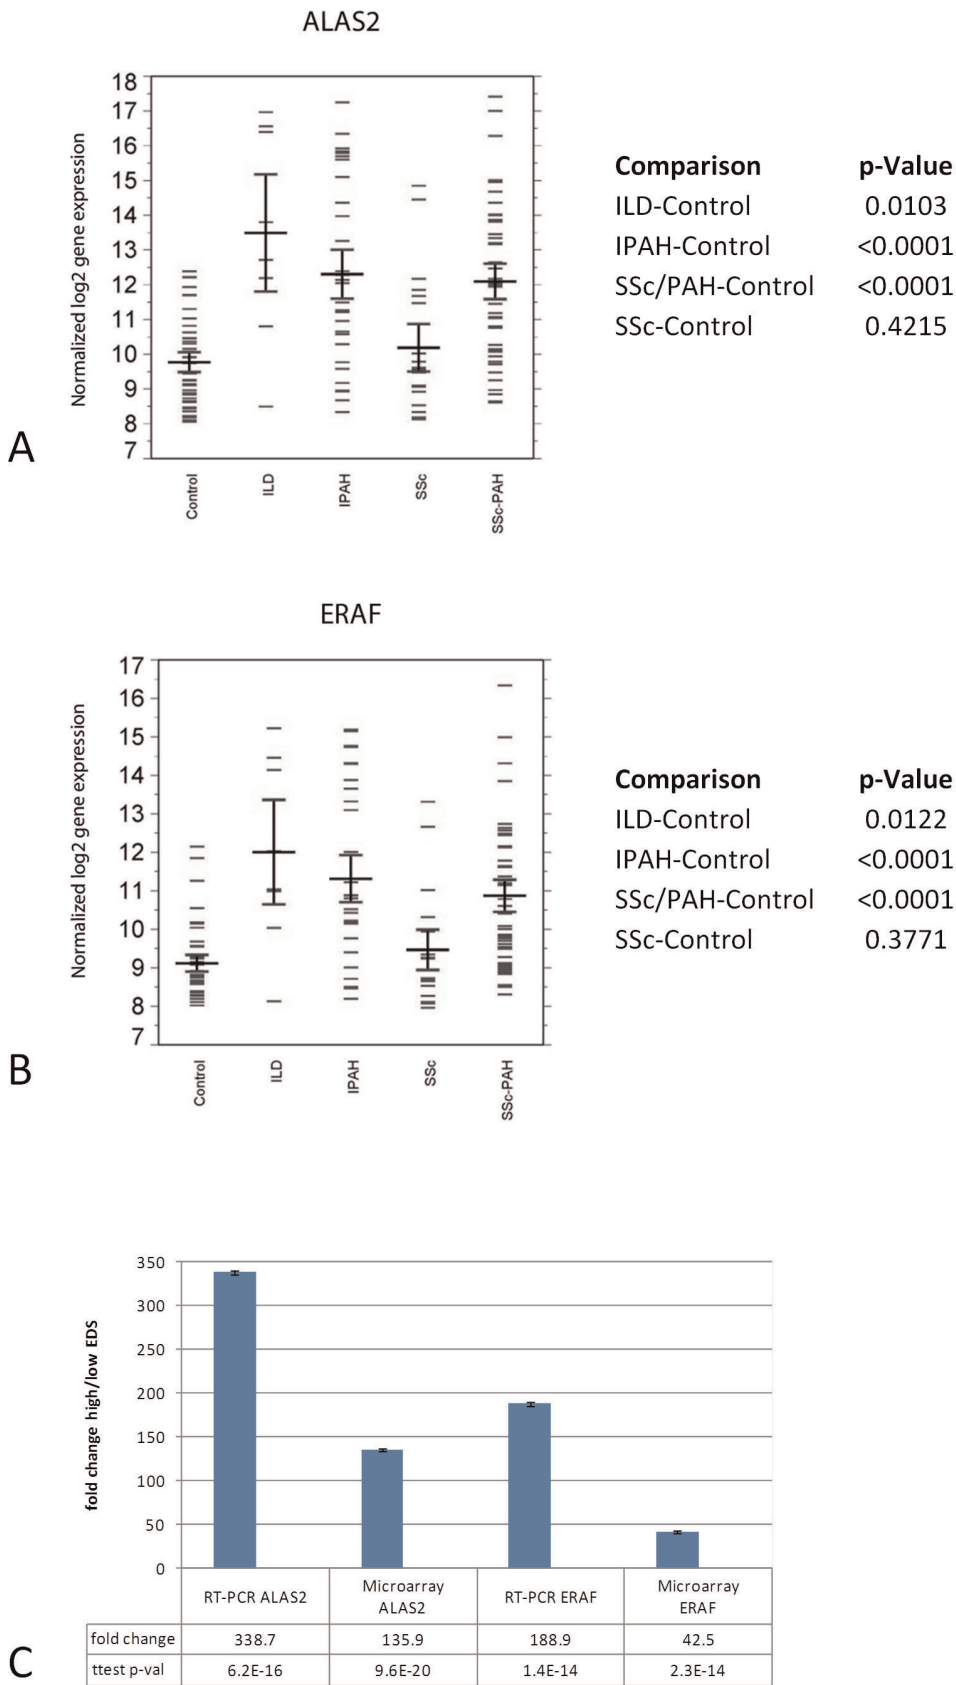 ALAS2
Normalized log2 gene expression
18
17
16
15
14
13
12
11
10
9
8
7
Control
ILD
IPAH
SSc
SSc-PAH
Comparison p-Value
ILD-Control 0.0103
IPAH-Control <0.0001
SSc/PAH-Control <0.0001
SSc-Control 0.4215
A
ERAF
Normalized log2 gene expression
17
16
15
14
13
12
11
10
9
8
7
Control
ILD
IPAH
SSc
SSc-PAH
Comparison p-Value
ILD-Control 0.0122
IPAH-Control <0.0001
SSc/PAH-Control <0.0001
SSc-Control 0.3771
B
fold change high/low EDS
350
300
250
200
150
100
50
0
RT-PCR ALAS2
Microarray
ALAS2
RT-PCR ERAF
Microarray
ERAF
fold change 338.7 135.9 188.9 42.5
ttest p-val 6.2E-16 9.6E-20 1.4E-14 2.3E-14
C